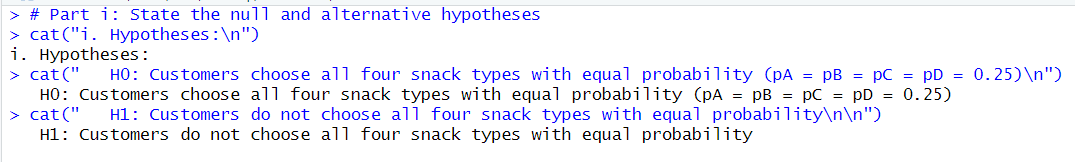 > # Part i: State the null and alternative hypotheses
> cat("i. Hypotheses:\n")
i. Hypotheses:
> cat("   H0: Customers choose all four snack types with equal probability (pA = pB = pC = pD = 0.25)\n")
   H0: Customers choose all four snack types with equal probability (pA = pB = pC = pD = 0.25)
> cat("   H1: Customers do not choose all four snack types with equal probability\n\n")
   H1: Customers do not choose all four snack types with equal probability